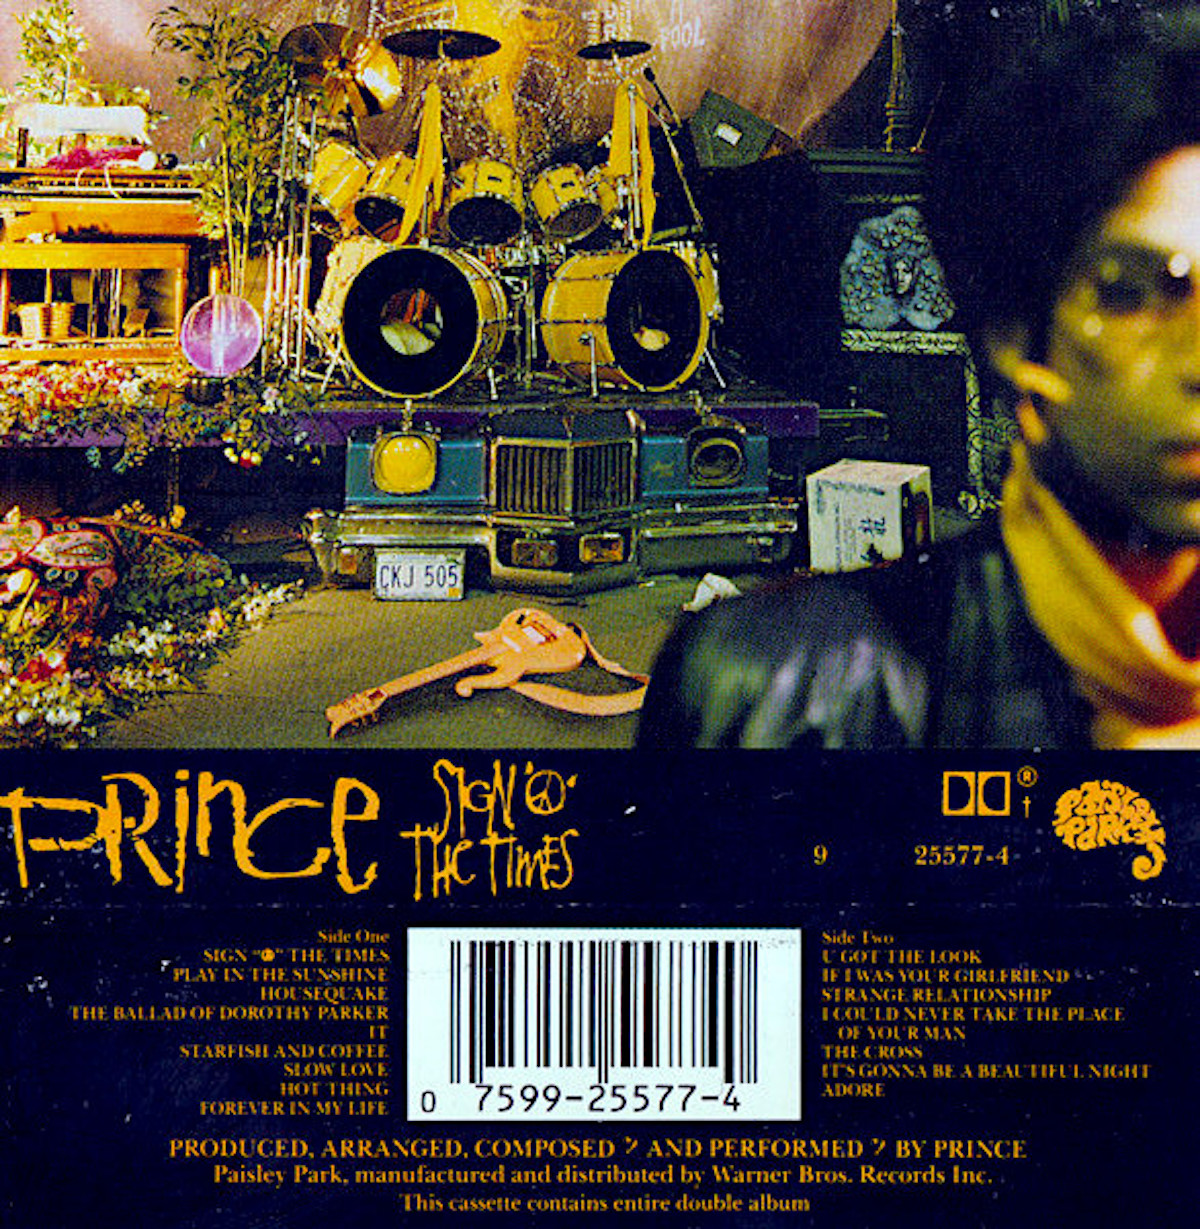 POOL
CKJ 505
PRINCE
SIGN "☮" THE TIMES
9 25577-4
® †
PAISLEY PARK
Side One
SIGN "☮" THE TIMES
PLAY IN THE SUNSHINE
HOUSEQUAKE
THE BALLAD OF DOROTHY PARKER
IT
STARFISH AND COFFEE
SLOW LOVE
HOT THING
FOREVER IN MY LIFE
0 7599-25577-4
Side Two
U GOT THE LOOK
IF I WAS YOUR GIRLFRIEND
STRANGE RELATIONSHIP
I COULD NEVER TAKE THE PLACE
OF YOUR MAN
THE CROSS
IT'S GONNA BE A BEAUTIFUL NIGHT
ADORE
PRODUCED, ARRANGED, COMPOSED AND PERFORMED BY PRINCE
Paisley Park, manufactured and distributed by Warner Bros. Records Inc.
This cassette contains entire double album